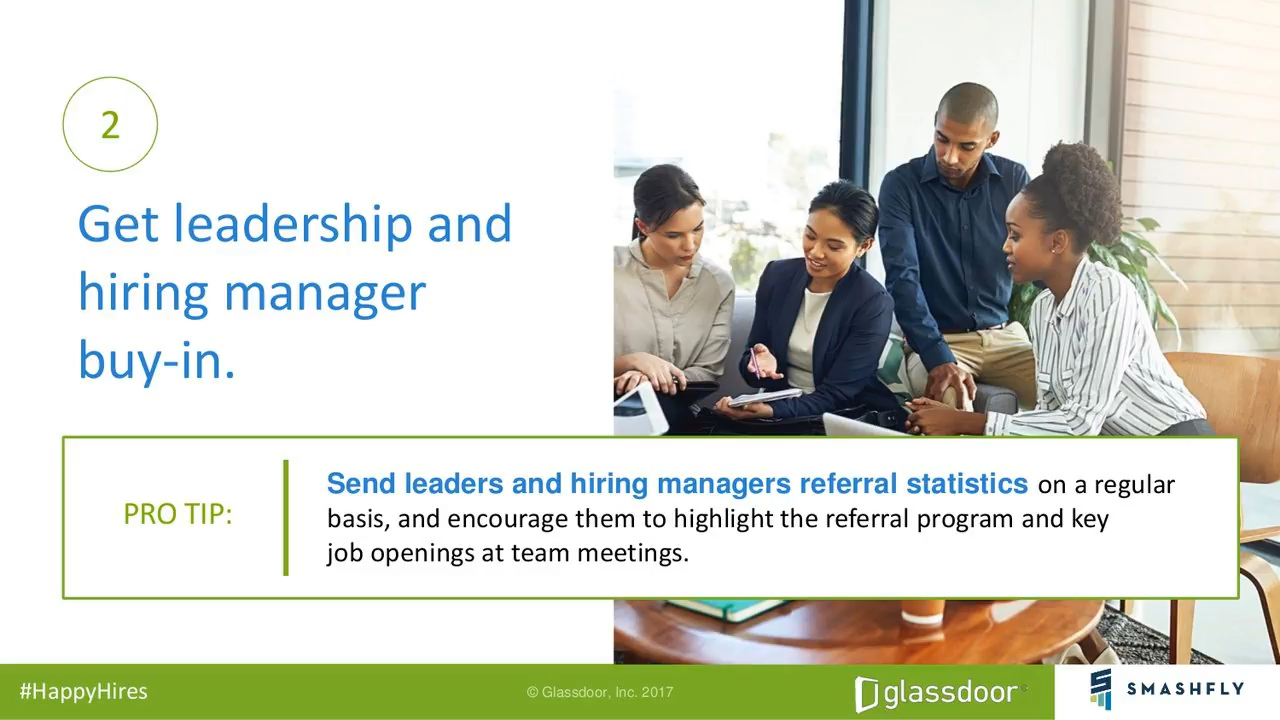 2
Get leadership and
hiring manager
buy-in.
PRO TIP:
Send leaders and hiring managers referral statistics on a regular
basis, and encourage them to highlight the referral program and key
job openings at team meetings.
#HappyHires
© Glassdoor, Inc. 2017
glassdoor®
SMASHFLY